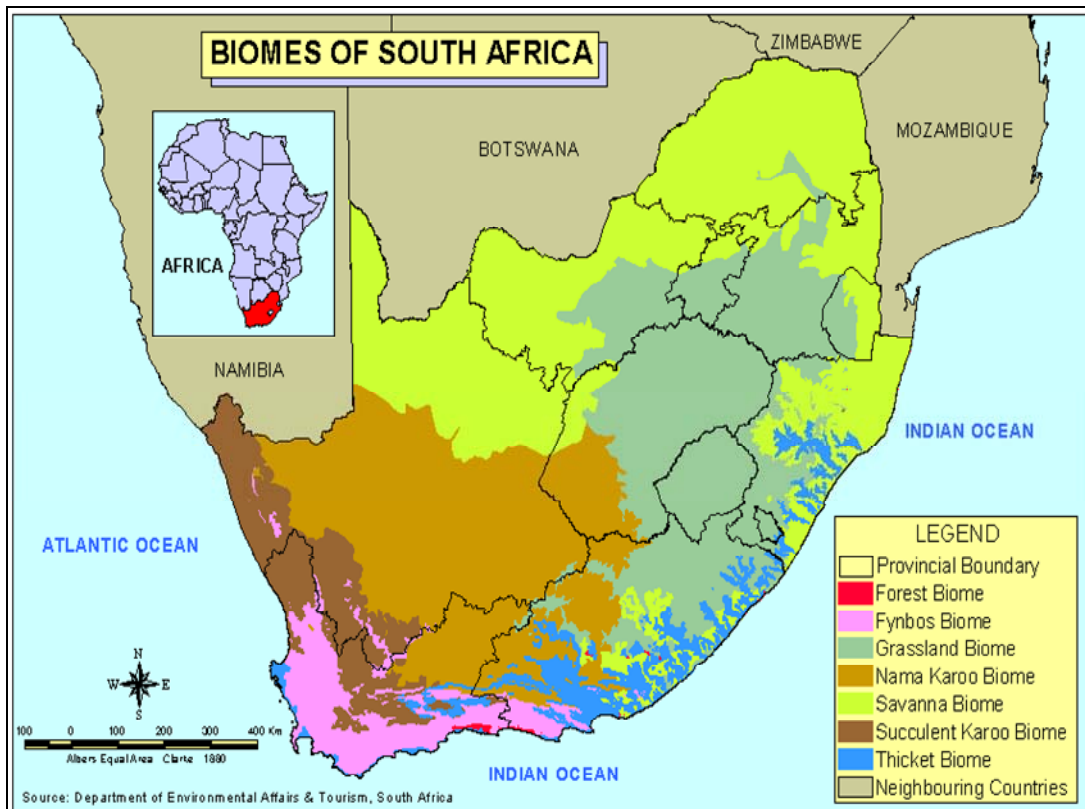 BIOMES OF SOUTH AFRICA
ZIMBABWE
MOZAMBIQUE
BOTSWANA
AFRICA
NAMIBIA
INDIAN OCEAN
ATLANTIC OCEAN
LEGEND
Provincial Boundary
Forest Biome
Fynbos Biome
Grassland Biome
Nama Karoo Biome
Savanna Biome
Succulent Karoo Biome
Thicket Biome
Neighbouring Countries
N
W E
S
100 0 100 200 300 400 Km
Albers Equal Area Clarke 1880
INDIAN OCEAN
Source: Department of Environmental Affairs & Tourism, South Africa